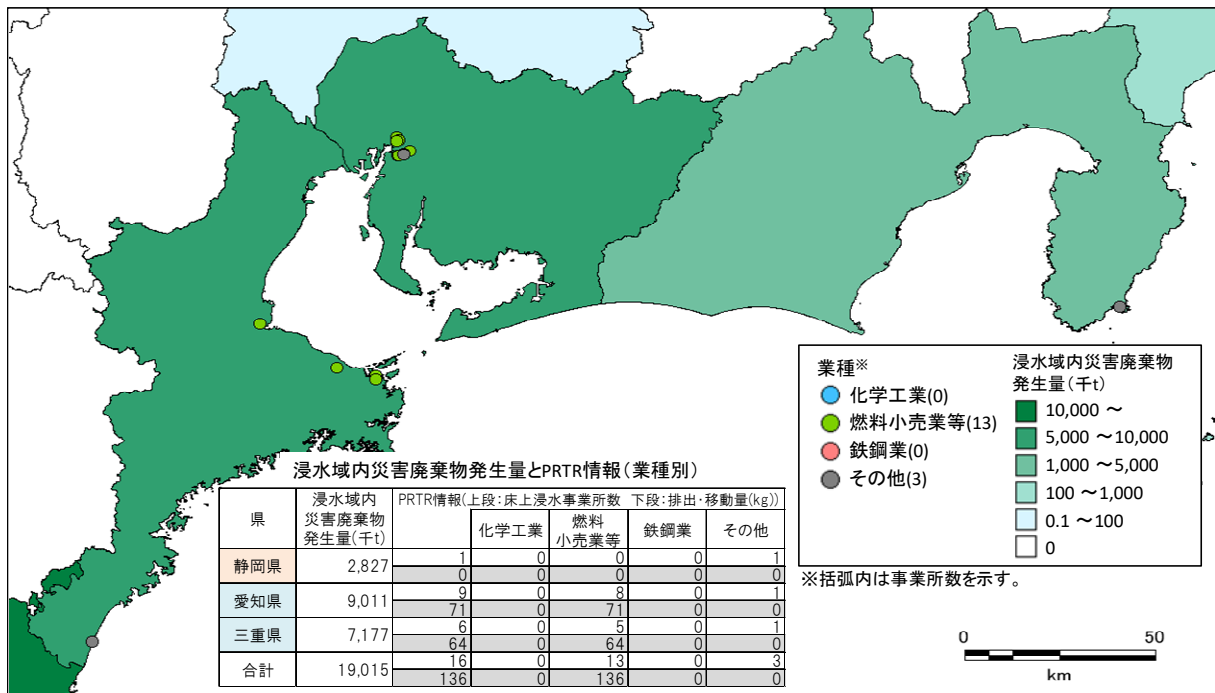 業種※
化学工業(0)
燃料小売業等(13)
鉄鋼業(0)
その他(3)
浸水域内災害廃棄物
発生量(千t)
10,000 ～
5,000 ～10,000
1,000 ～5,000
100 ～1,000
0.1 ～100
0
※括弧内は事業所数を示す。
0 50
km
浸水域内災害廃棄物発生量とPRTR情報(業種別)
県 浸水域内災害廃棄物発生量(千t) PRTR情報(上段:床上浸水事業所数 下段:排出・移動量(kg))
化学工業 燃料小売業等 鉄鋼業 その他
静岡県 2,827 1 0 0 0 1
0 0 0 0 0
愛知県 9,011 9 0 8 0 1
71 0 71 0 0
三重県 7,177 6 0 5 0 1
64 0 64 0 0
合計 19,015 16 0 13 0 3
136 0 136 0 0